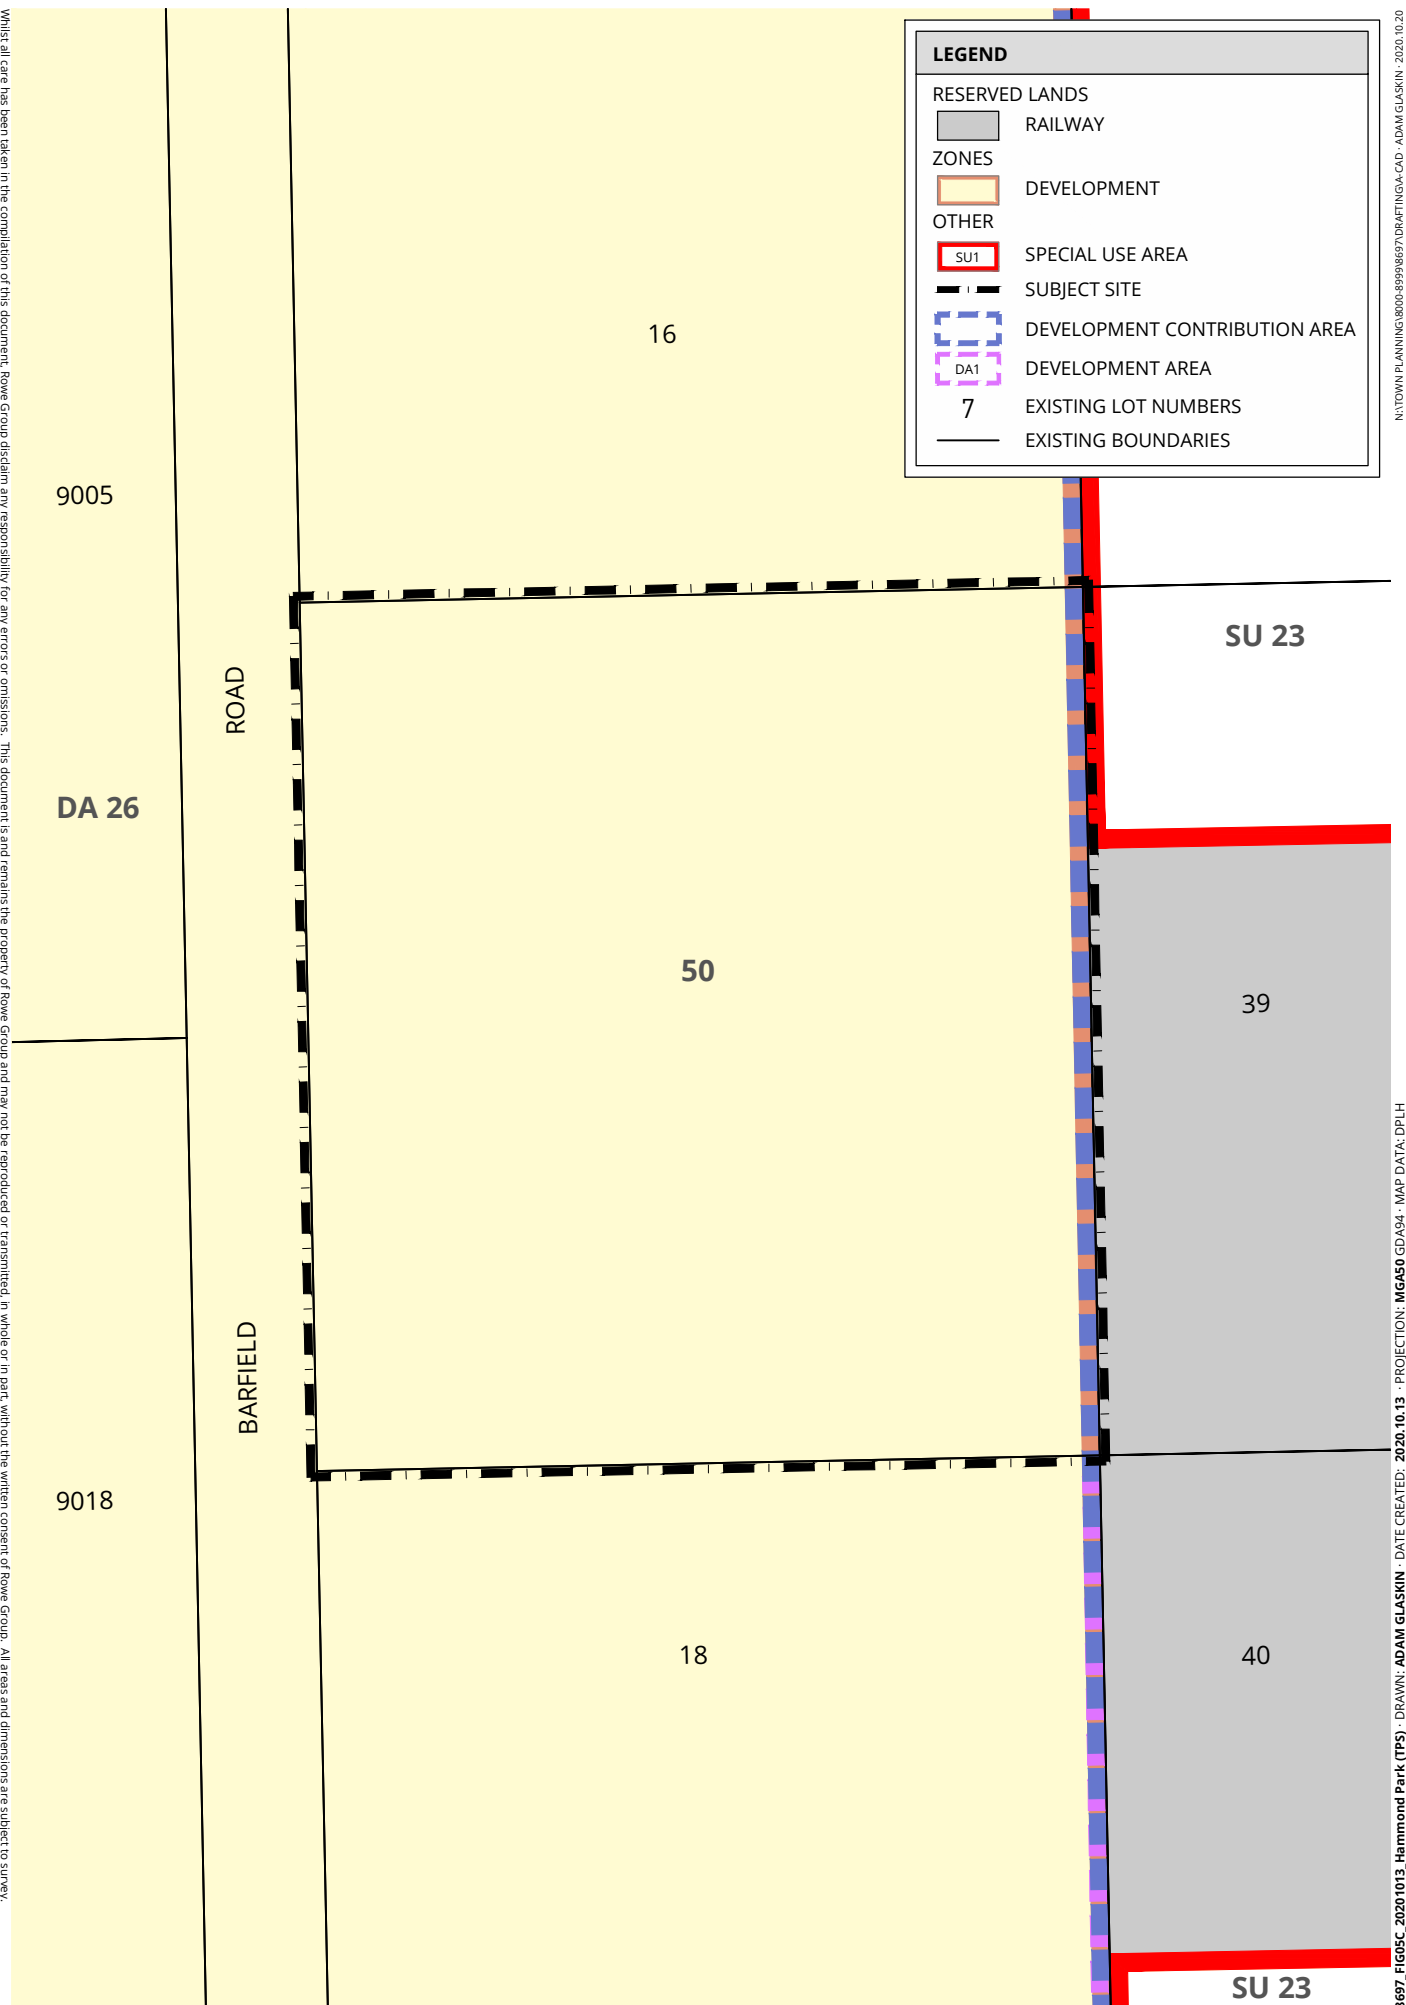 LEGEND
RESERVED LANDS
RAILWAY
ZONES
DEVELOPMENT
OTHER
SU1 SPECIAL USE AREA
SUBJECT SITE
DEVELOPMENT CONTRIBUTION AREA
DA1 DEVELOPMENT AREA
7 EXISTING LOT NUMBERS
EXISTING BOUNDARIES
16
9005
SU 23
ROAD
DA 26
50
39
BARFIELD
9018
18
40
SU 23
Whilst all care has been taken in the compilation of this document, Rowe Group disclaim any responsibility for any errors or omissions. This document is and remains the property of Rowe Group and may not be reproduced or transmitted, in whole or in part, without the written consent of Rowe Group. All areas and dimensions are subject to survey.
N:\TOWN PLANNING\8000-8999\8697\DRAFTING\A-CAD · ADAM GLASKIN · 2020.10.20
8697_FIG05C_20201013_Hammond Park (TPS) · DRAWN: ADAM GLASKIN · DATE CREATED: 2020.10.13 · PROJECTION: MGA50 GDA94 · MAP DATA: DPLH